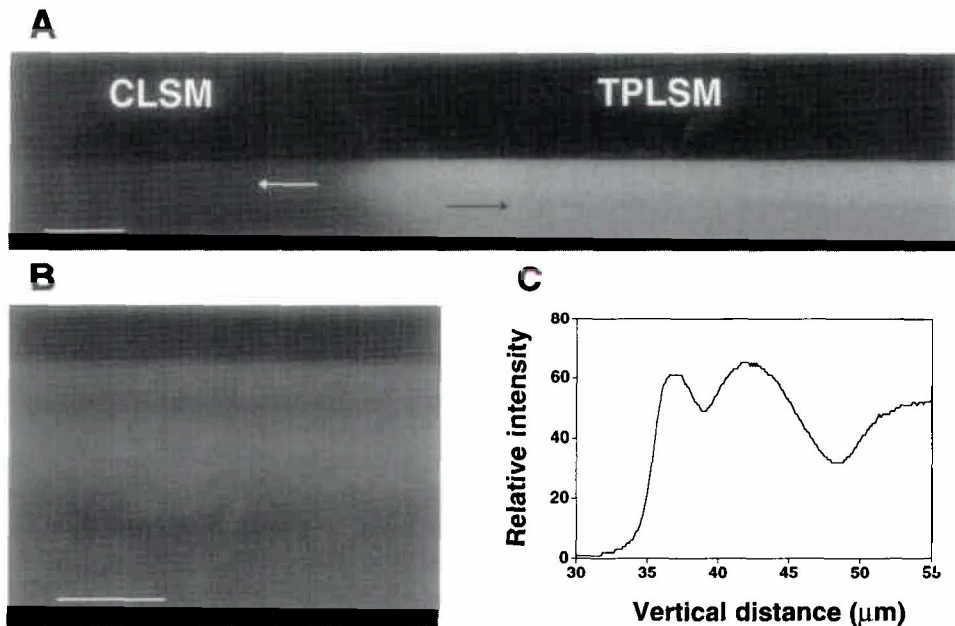 A
CLSM TPLSM
B
C
80
60
40
20
0
30 35 40 45 50 55
Relative intensity
Vertical distance (μm)